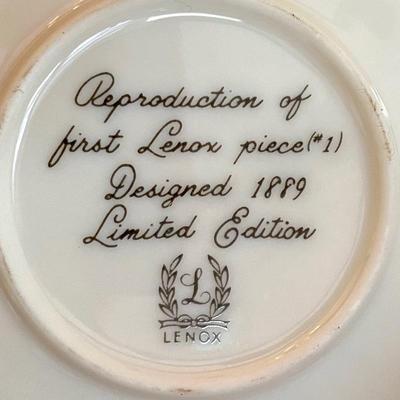 Reproduction of
first Lenox piece(#1)
Designed 1889
Limited Edition
L
LENOX